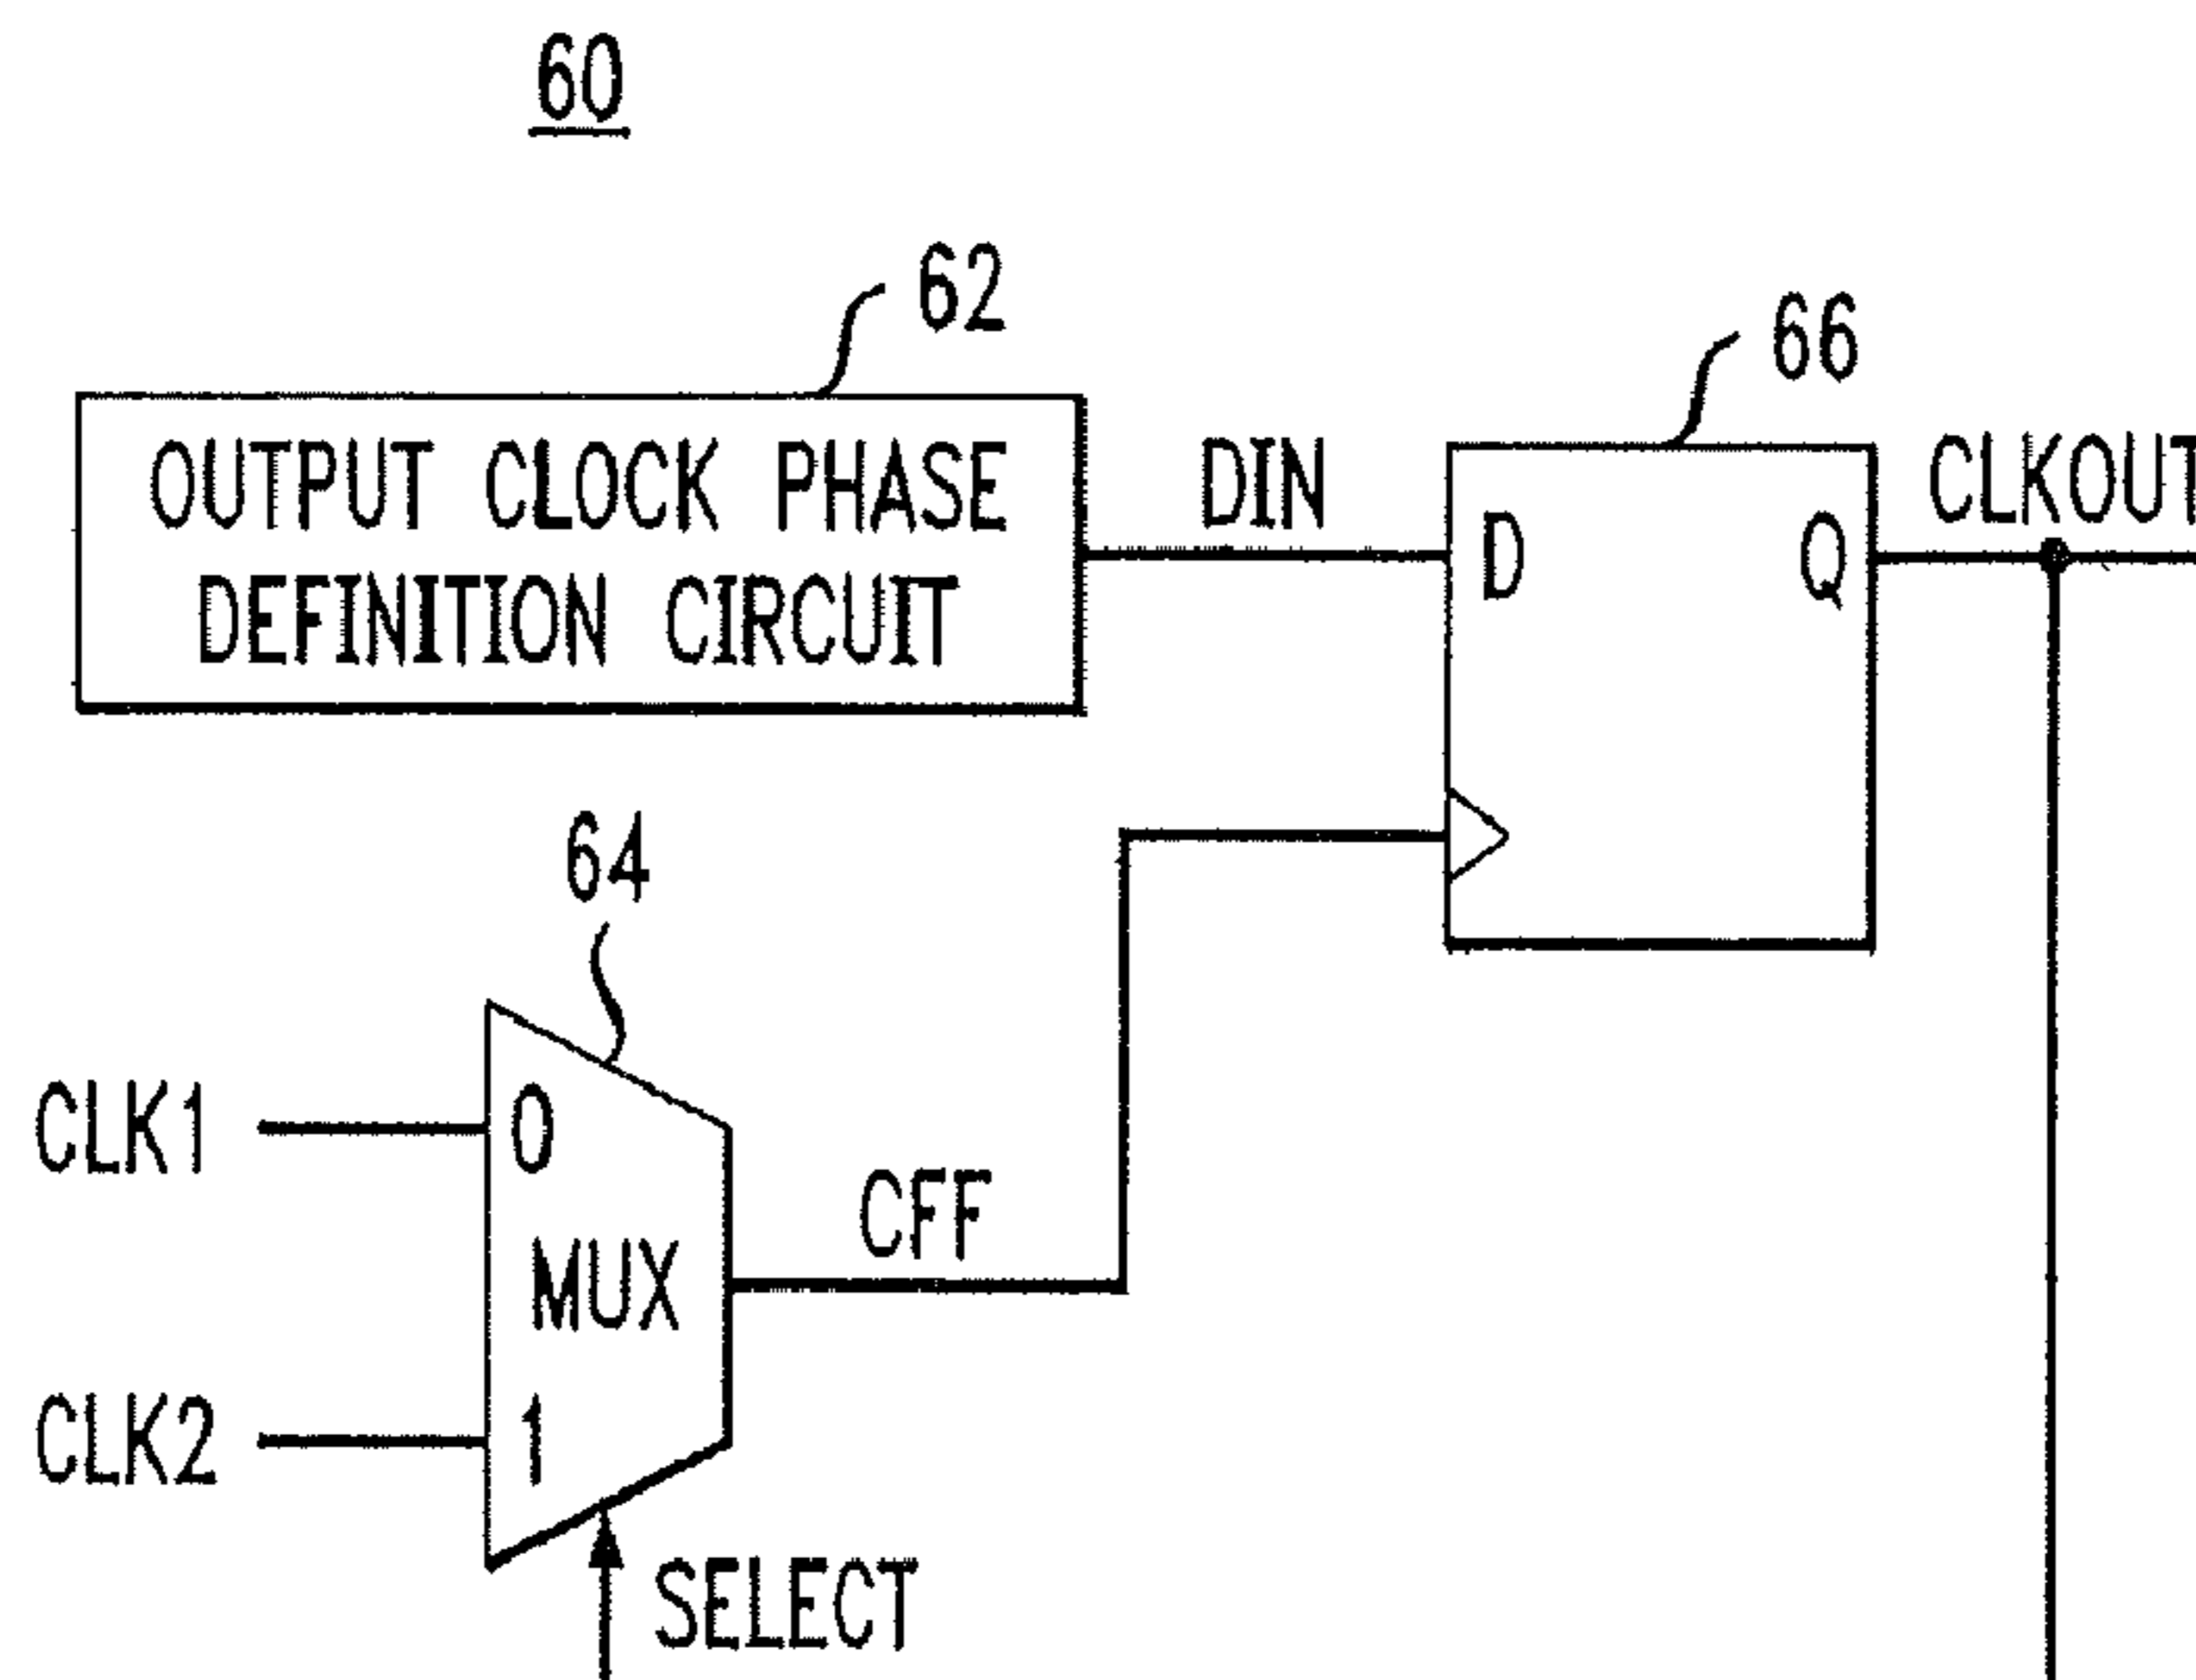 60
62
66
OUTPUT CLOCK PHASE
DEFINITION CIRCUIT
DIN
D
Q
CLKOUT
64
CLK1
0
MUX
CFF
CLK2
1
SELECT